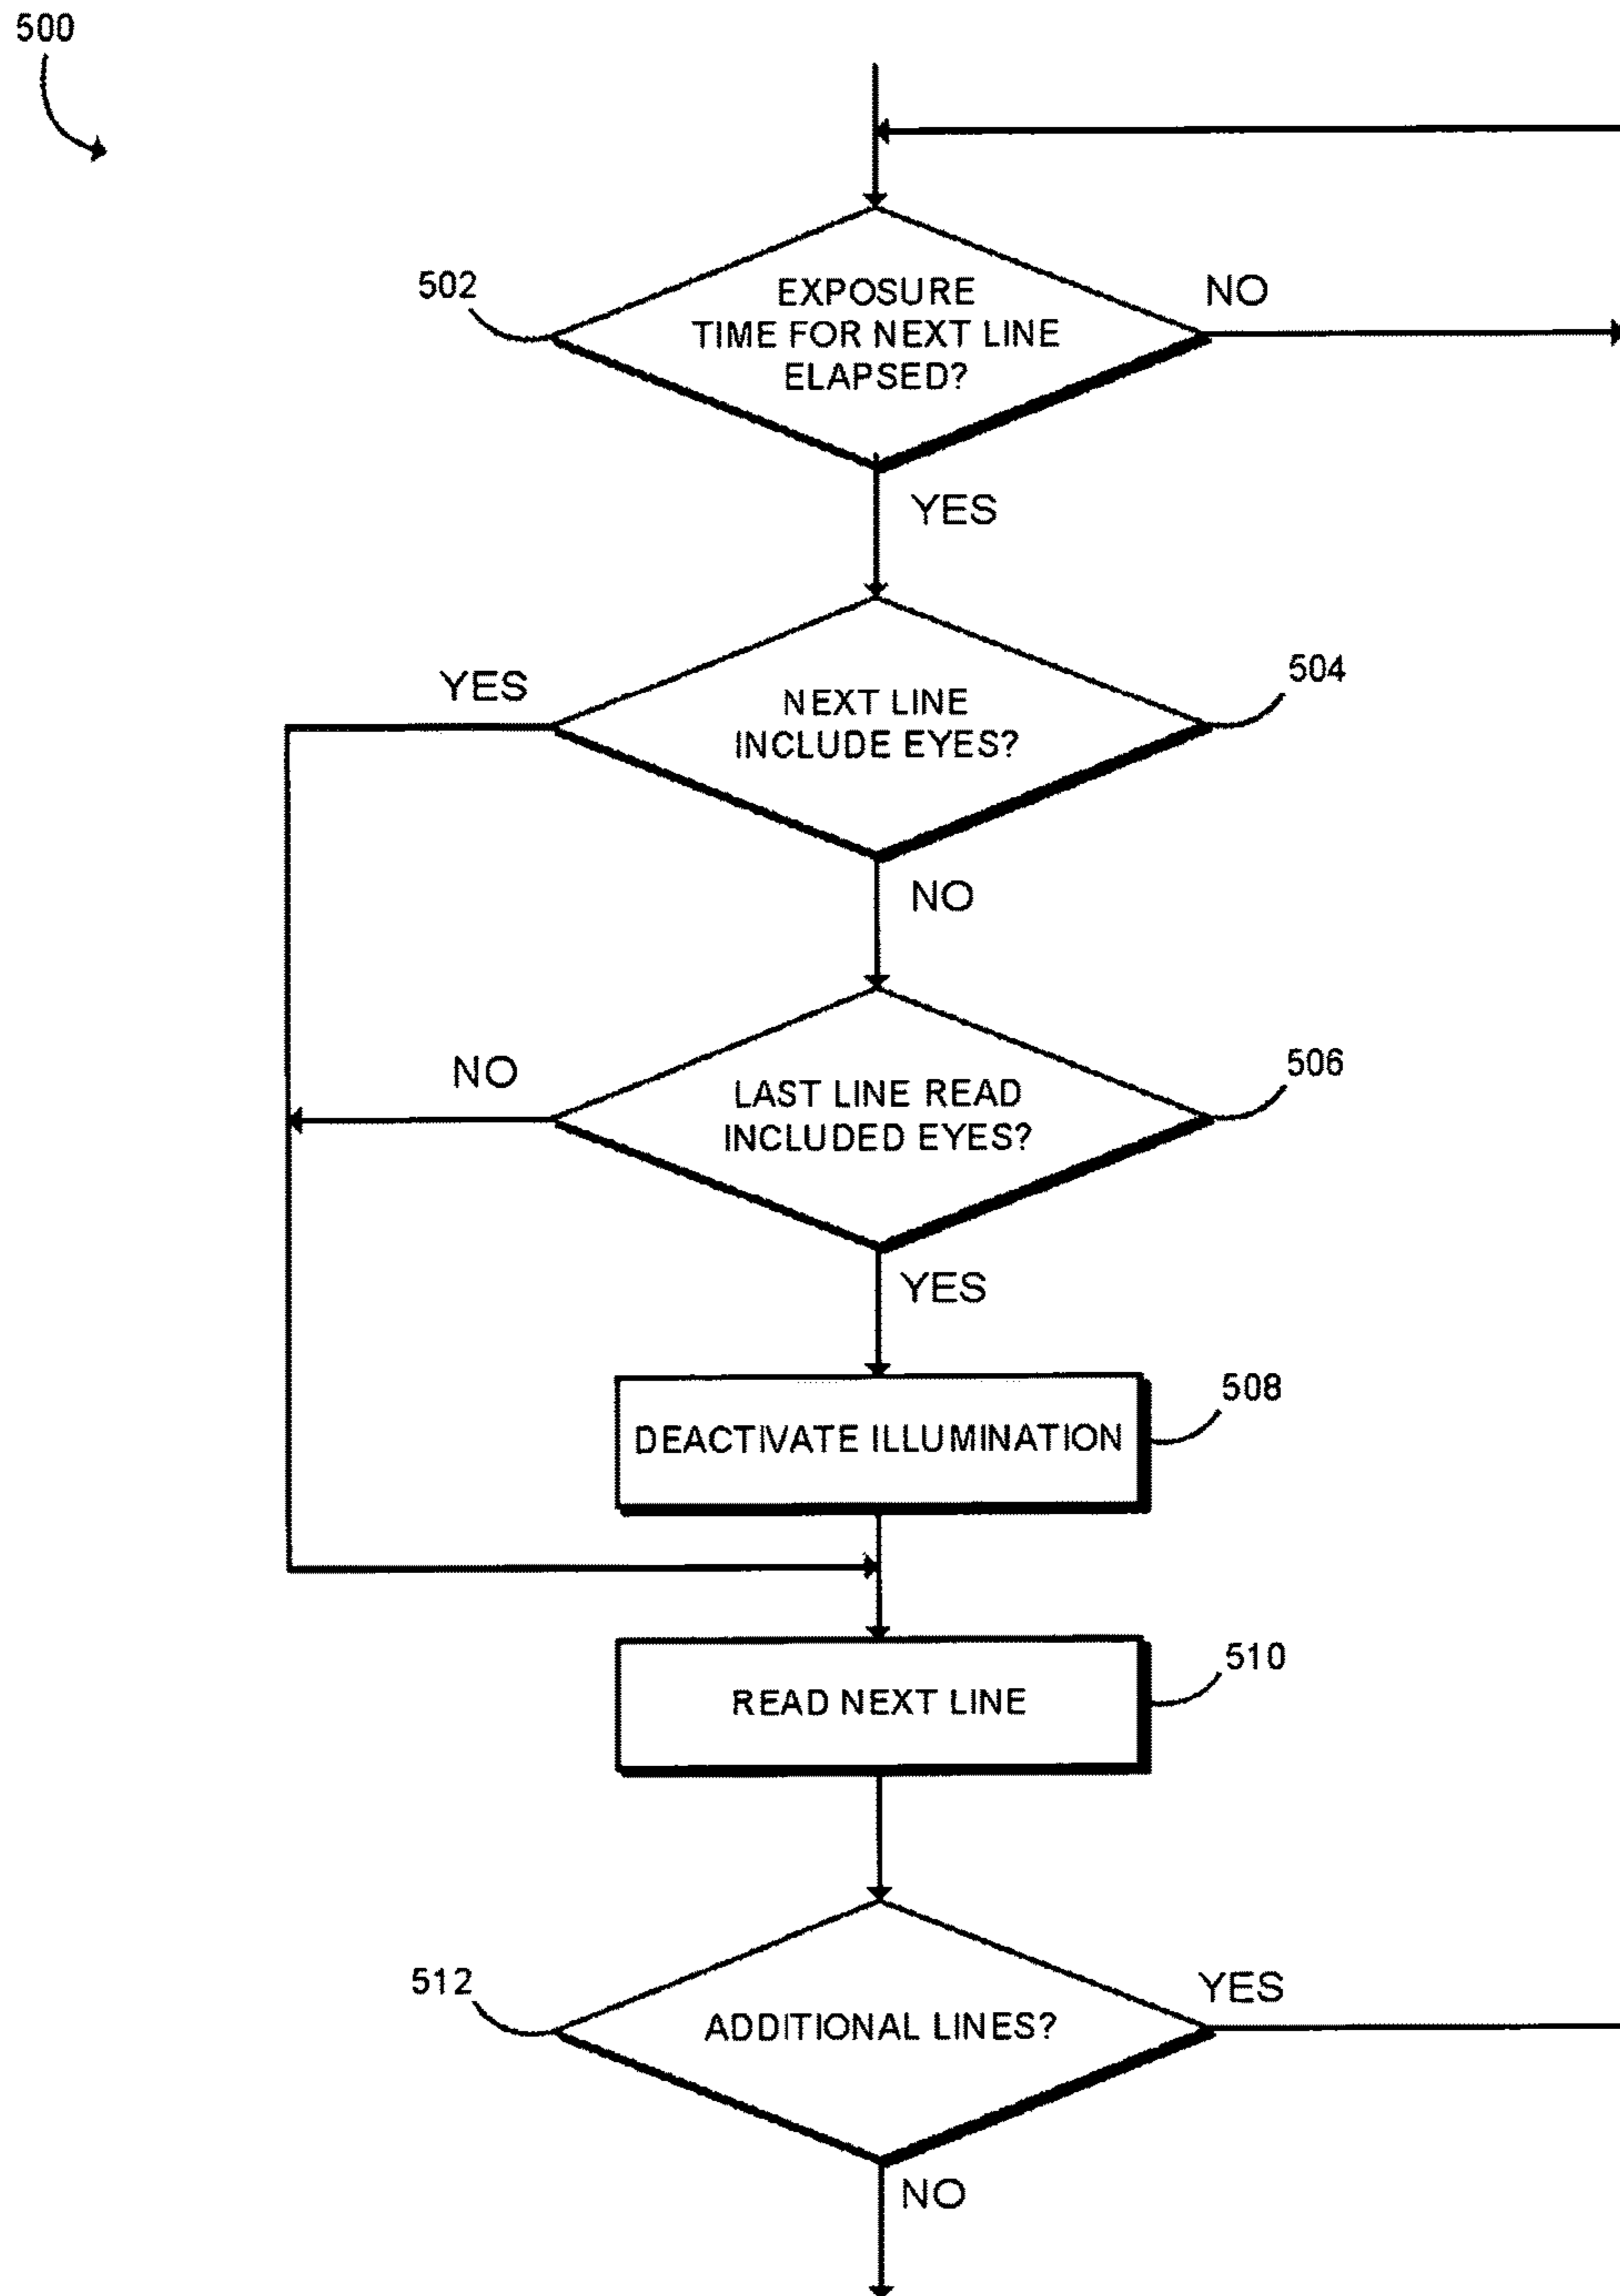 500
502
EXPOSURE
TIME FOR NEXT LINE
ELAPSED?
NO
YES
YES
NEXT LINE
INCLUDE EYES?
504
NO
NO
LAST LINE READ
INCLUDED EYES?
506
YES
DEACTIVATE ILLUMINATION
508
READ NEXT LINE
510
512
ADDITIONAL LINES?
YES
NO